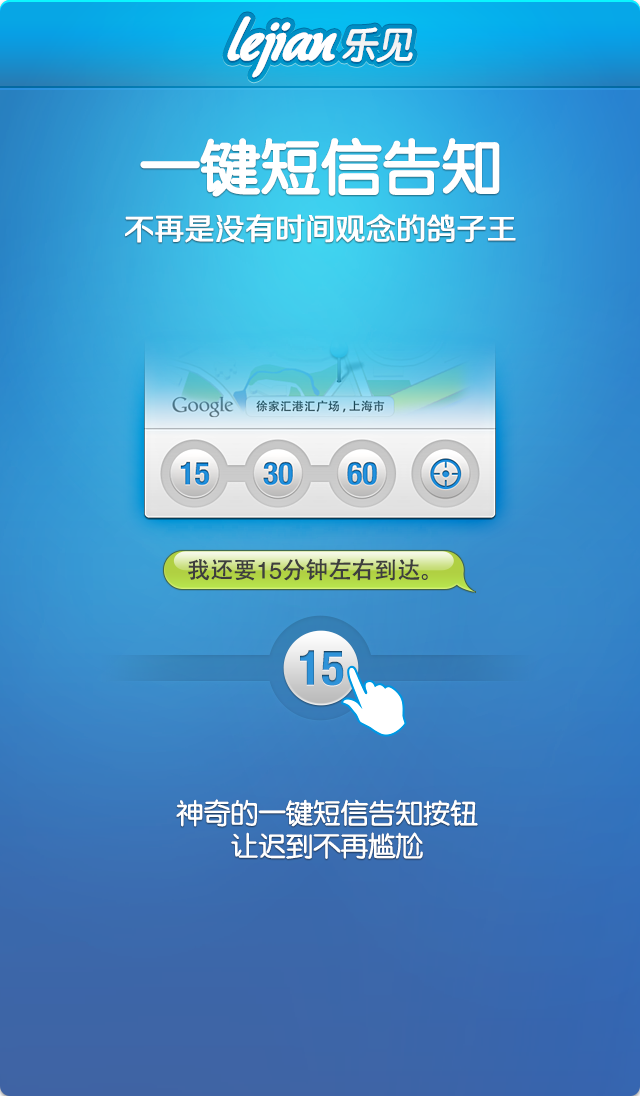 lejian 乐见
一键短信告知
不再是没有时间观念的鸽子王
Google 徐家汇港汇广场，上海市
15 30 60
我还要15分钟左右到达。
15
神奇的一键短信告知按钮
让迟到不再尴尬